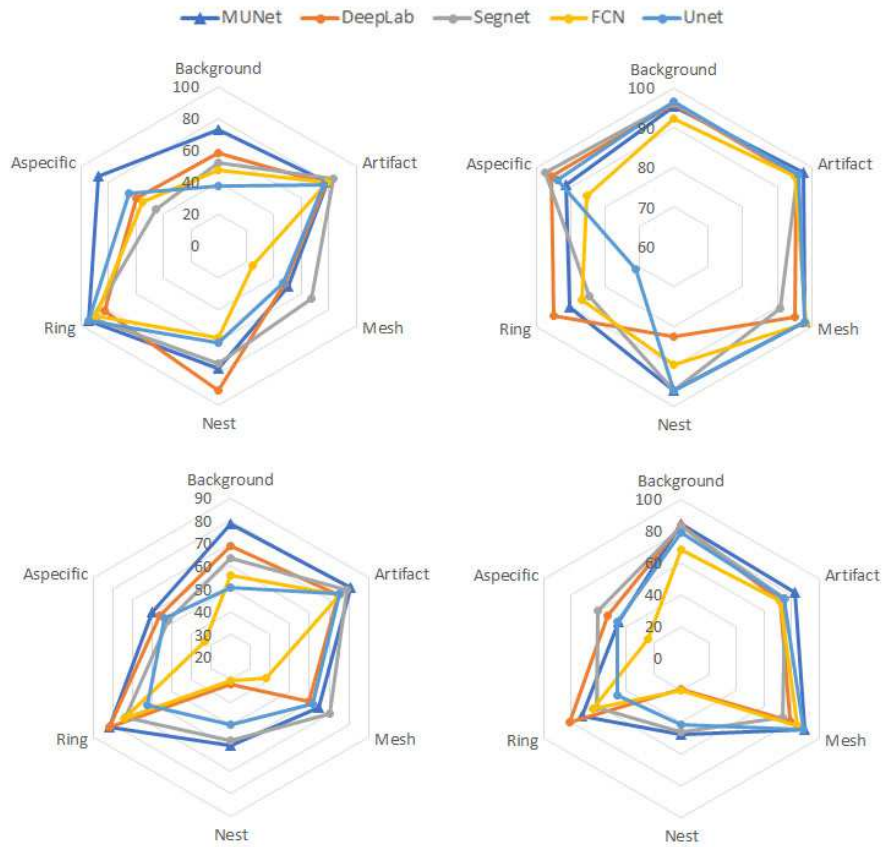 MUNet DeepLab Segnet FCN Unet
Background
100
80
60
40
20
0
Artifact
Mesh
Nest
Ring
Aspecific
Background
100
90
80
70
60
Artifact
Mesh
Nest
Ring
Aspecific
Background
90
80
70
60
50
40
30
20
Artifact
Mesh
Nest
Ring
Aspecific
Background
100
80
60
40
20
0
Artifact
Mesh
Nest
Ring
Aspecific